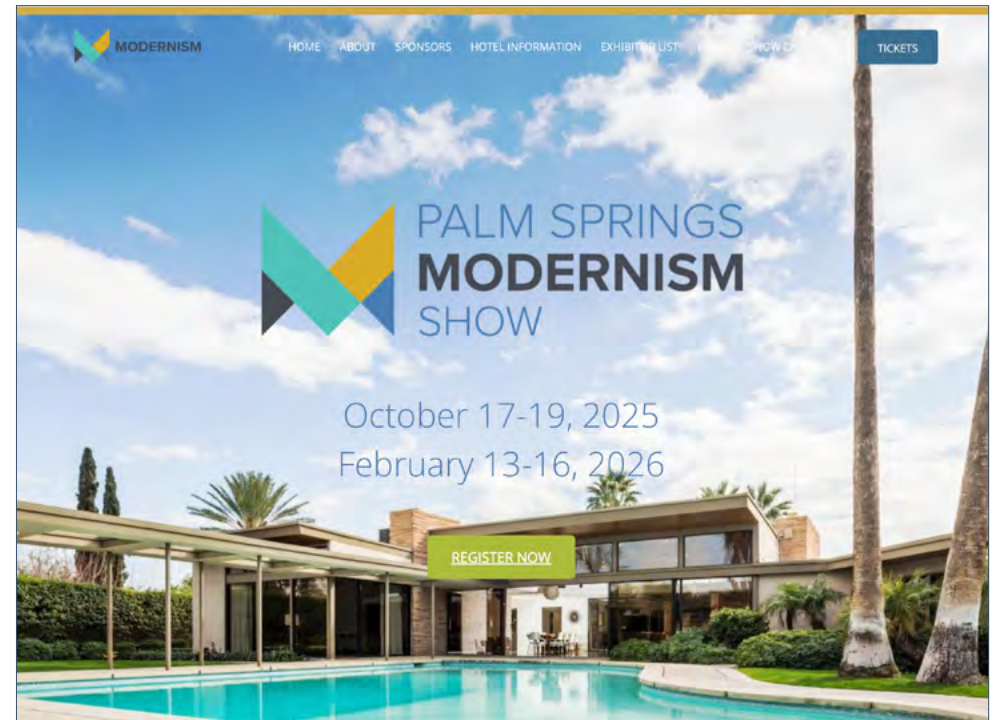 MODERNISM
HOME ABOUT SPONSORS HOTEL INFORMATION EXHIBITOR LIST
TICKETS
PALM SPRINGS
MODERNISM
SHOW
October 17-19, 2025
February 13-16, 2026
REGISTER NOW